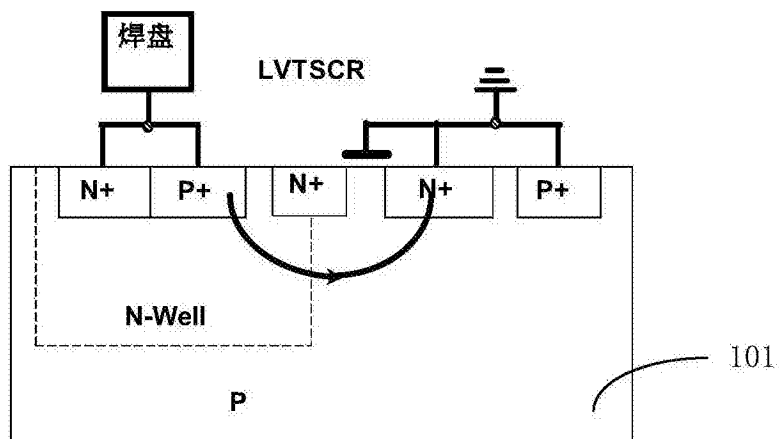 焊盘
LVTSCR
N+ P+ N+ N+ P+
N-Well
101
P